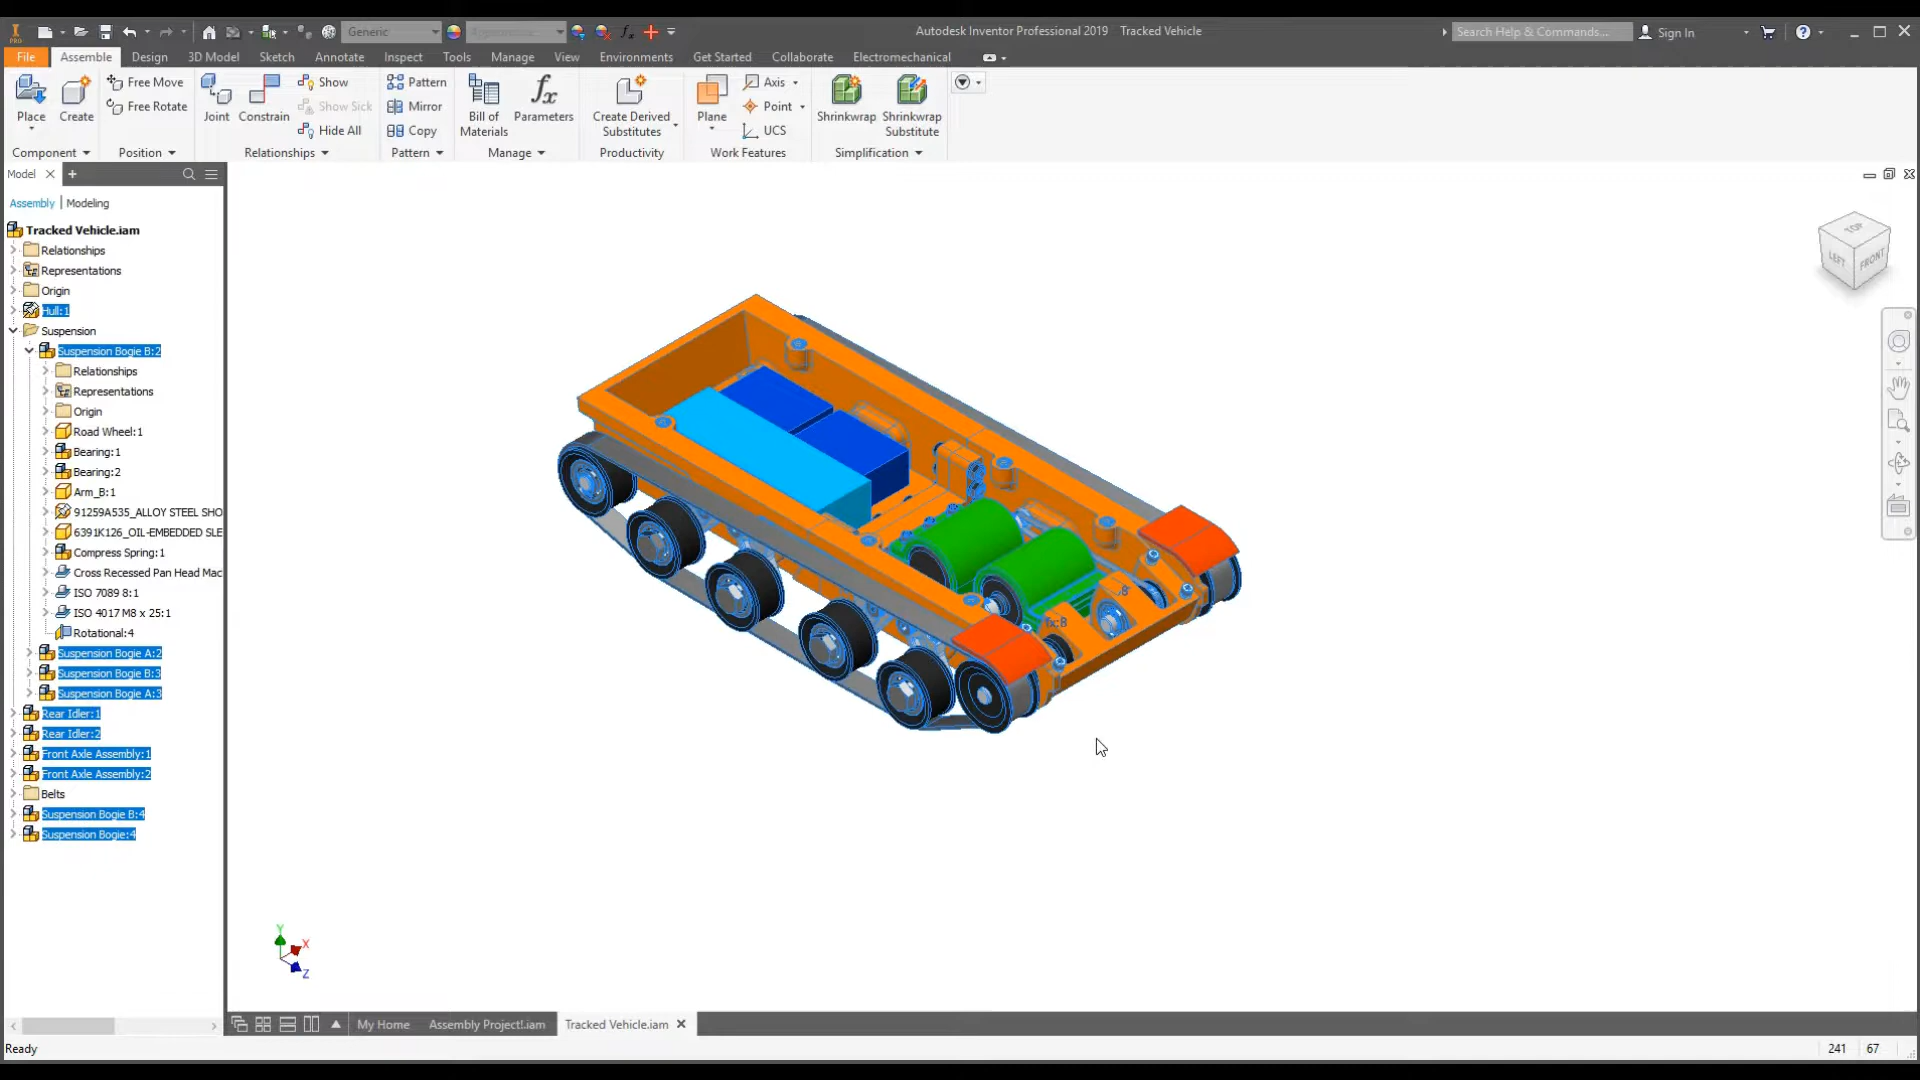 PRO
Generic
Appearance
fx
Autodesk Inventor Professional 2019 Tracked Vehicle
Search Help & Commands...
Sign In
File Assemble Design 3D Model Sketch Annotate Inspect Tools Manage View Environments Get Started Collaborate Electromechanical
Place
Create
Free Move
Free Rotate
Joint
Constrain
Show
Show Sick
Hide All
Pattern
Mirror
Copy
Bill of
Materials
fx
Parameters
Create Derived
Substitutes
Plane
Axis
Point
UCS
Shrinkwrap
Shrinkwrap
Substitute
Component Position Relationships Pattern Manage Productivity Work Features Simplification
Model
Assembly | Modeling
Tracked Vehicle.iam
Relationships
Representations
Origin
Hull:1
Suspension
Suspension Bogie B:2
Relationships
Representations
Origin
Road Wheel:1
Bearing:1
Bearing:2
Arm_B:1
91259A535_ALLOY STEEL SHO
6391K126_OIL-EMBEDDED SLE
Compress Spring:1
Cross Recessed Pan Head Mac
ISO 7089 8:1
ISO 4017 M8 x 25:1
Rotational:4
Suspension Bogie A:2
Suspension Bogie B:3
Suspension Bogie A:3
Rear Idler:1
Rear Idler:2
Front Axle Assembly:1
Front Axle Assembly:2
Belts
Suspension Bogie B:4
Suspension Bogie:4
TOP
LEFT
FRONT
fx:8
Y
X
Z
My Home
Assembly Project!.iam
Tracked Vehicle.iam
Ready
241 67